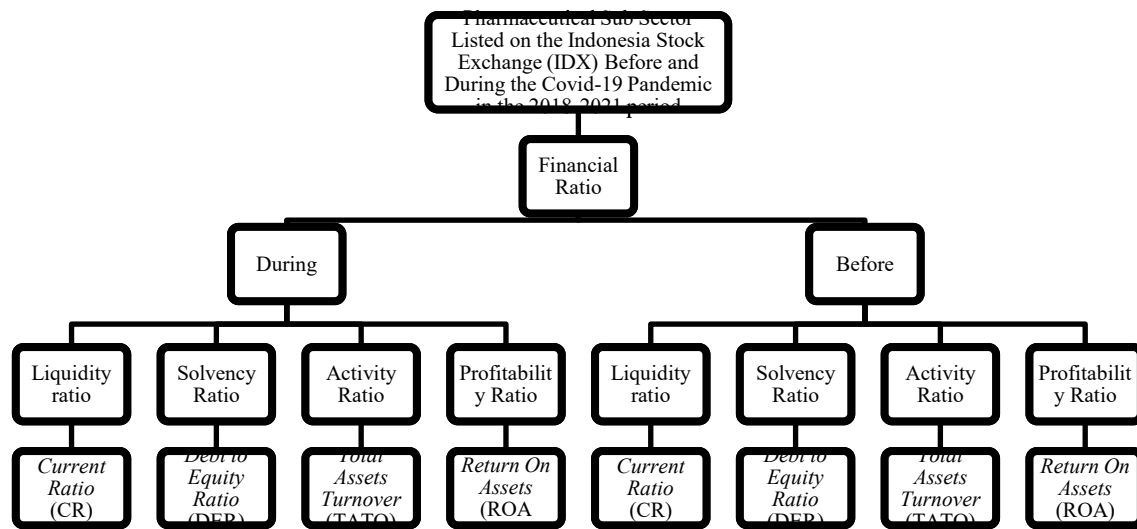 Pharmaceutical Sub Sector
Listed on the Indonesia Stock
Exchange (IDX) Before and
During the Covid-19 Pandemic
in the 2018-2021 period
Financial
Ratio
During
Before
Liquidity
ratio
Solvency
Ratio
Activity
Ratio
Profitabilit
y Ratio
Liquidity
ratio
Solvency
Ratio
Activity
Ratio
Profitabilit
y Ratio
Current
Ratio
(CR)
Debt to
Equity
Ratio
(DER)
Total
Assets
Turnover
(TATO)
Return On
Assets
(ROA
Current
Ratio
(CR)
Debt to
Equity
Ratio
(DER)
Total
Assets
Turnover
(TATO)
Return On
Assets
(ROA)